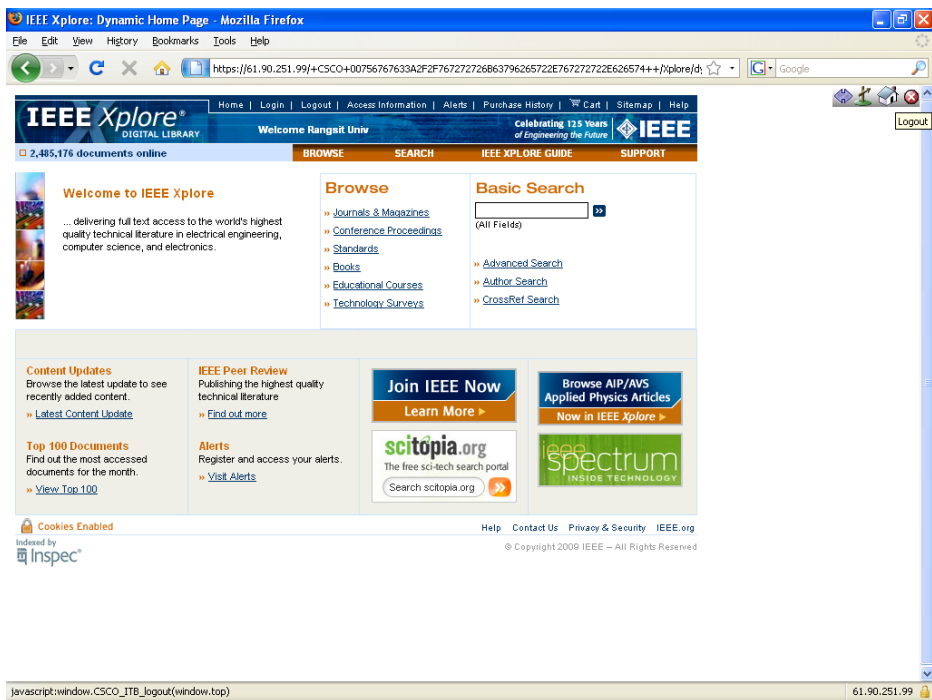 IEEE Xplore: Dynamic Home Page - Mozilla Firefox
File Edit View History Bookmarks Tools Help
https://61.90.251.99/+CSCO+00756767633A2F2F767272726B63796265722E767272722E626574++/Xplore/d
Google
Home | Login | Logout | Access Information | Alerts | Purchase History | Cart | Sitemap | Help
IEEE Xplore®
DIGITAL LIBRARY
Welcome Rangsit Univ
Celebrating 125 Years
of Engineering the Future
IEEE
Logout
2,485,176 documents online
BROWSE SEARCH IEEE XPLORE GUIDE SUPPORT
Welcome to IEEE Xplore
... delivering full text access to the world's highest
quality technical literature in electrical engineering,
computer science, and electronics.
Browse
» Journals & Magazines
» Conference Proceedings
» Standards
» Books
» Educational Courses
» Technology Surveys
Basic Search
(All Fields)
» Advanced Search
» Author Search
» CrossRef Search
Content Updates
Browse the latest update to see
recently added content.
» Latest Content Update
Top 100 Documents
Find out the most accessed
documents for the month.
» View Top 100
IEEE Peer Review
Publishing the highest quality
technical literature
» Find out more
Alerts
Register and access your alerts.
» Visit Alerts
Join IEEE Now
Learn More
scitopia.org
The free sci-tech search portal
Search scitopia.org
Browse AIP/AVS
Applied Physics Articles
Now in IEEE Xplore
ieee
spectrum
INSIDE TECHNOLOGY
Cookies Enabled
Help Contact Us Privacy & Security IEEE.org
Indexed by
Inspec®
© Copyright 2009 IEEE – All Rights Reserved
javascript:window.CSCO_ITB_logout(window.top)
61.90.251.99